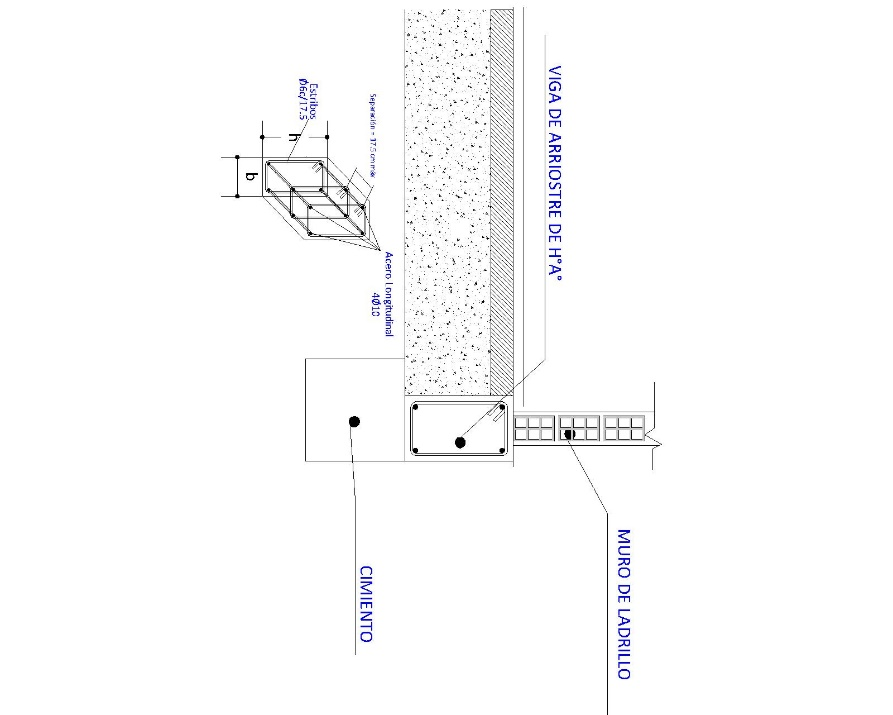 VIGA DE ARRIOSTRE DE HºAº
MURO DE LADRILLO
Separación = 17.5 cm máx
Estribos
Ø6c/17.5
h
b
Acero Longitudinal
4Ø10
CIMIENTO